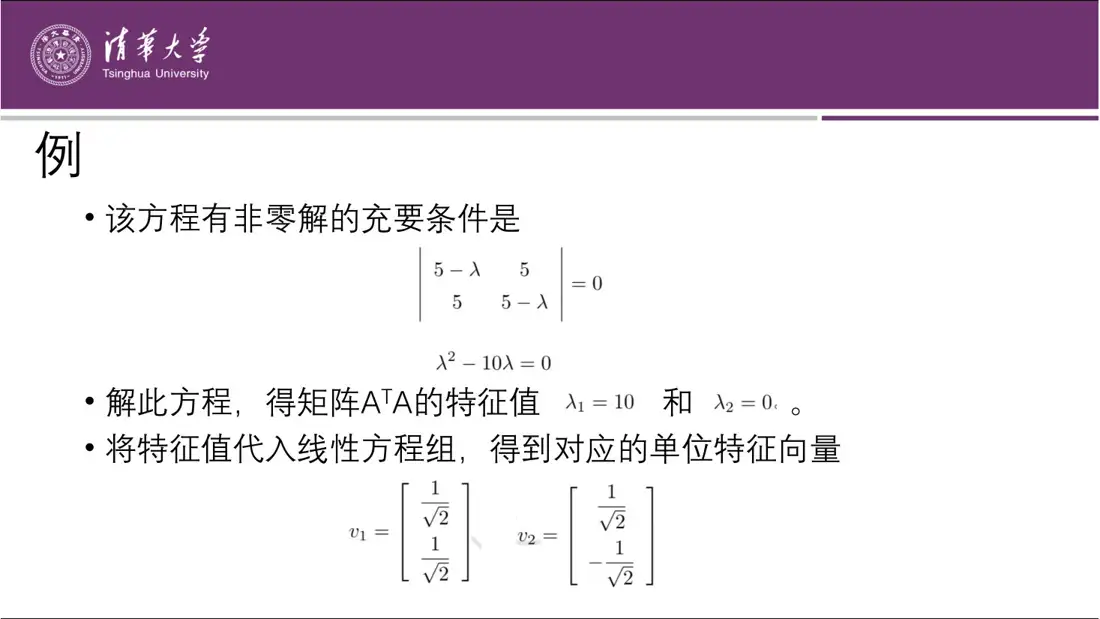 清华大学
Tsinghua University
例
• 该方程有非零解的充要条件是
| 5 − λ 5 |
| 5 5 − λ | = 0
λ² − 10λ = 0
• 解此方程，得矩阵AᵀA的特征值 λ₁ = 10 和 λ₂ = 0 。
• 将特征值代入线性方程组，得到对应的单位特征向量
v₁ = [ 1/√2 1/√2 ] v₂ = [ 1/√2 −1/√2 ]